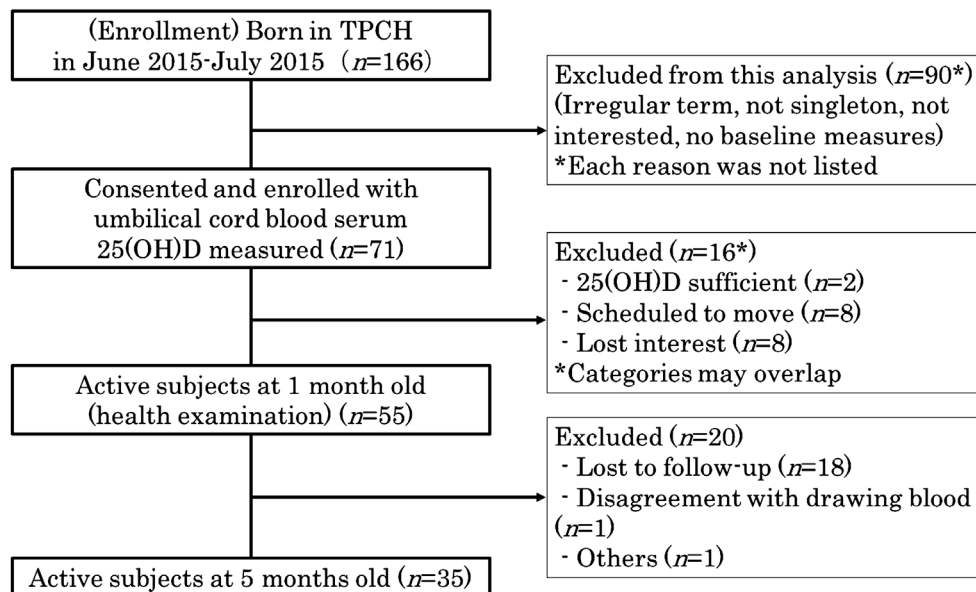 (Enrollment) Born in TPCH
in June 2015-July 2015 (n=166)
Excluded from this analysis (n=90*)
(Irregular term, not singleton, not
interested, no baseline measures)
*Each reason was not listed
Consented and enrolled with
umbilical cord blood serum
25(OH)D measured (n=71)
Excluded (n=16*)
- 25(OH)D sufficient (n=2)
- Scheduled to move (n=8)
- Lost interest (n=8)
*Categories may overlap
Active subjects at 1 month old
(health examination) (n=55)
Excluded (n=20)
- Lost to follow-up (n=18)
- Disagreement with drawing blood
(n=1)
- Others (n=1)
Active subjects at 5 months old (n=35)